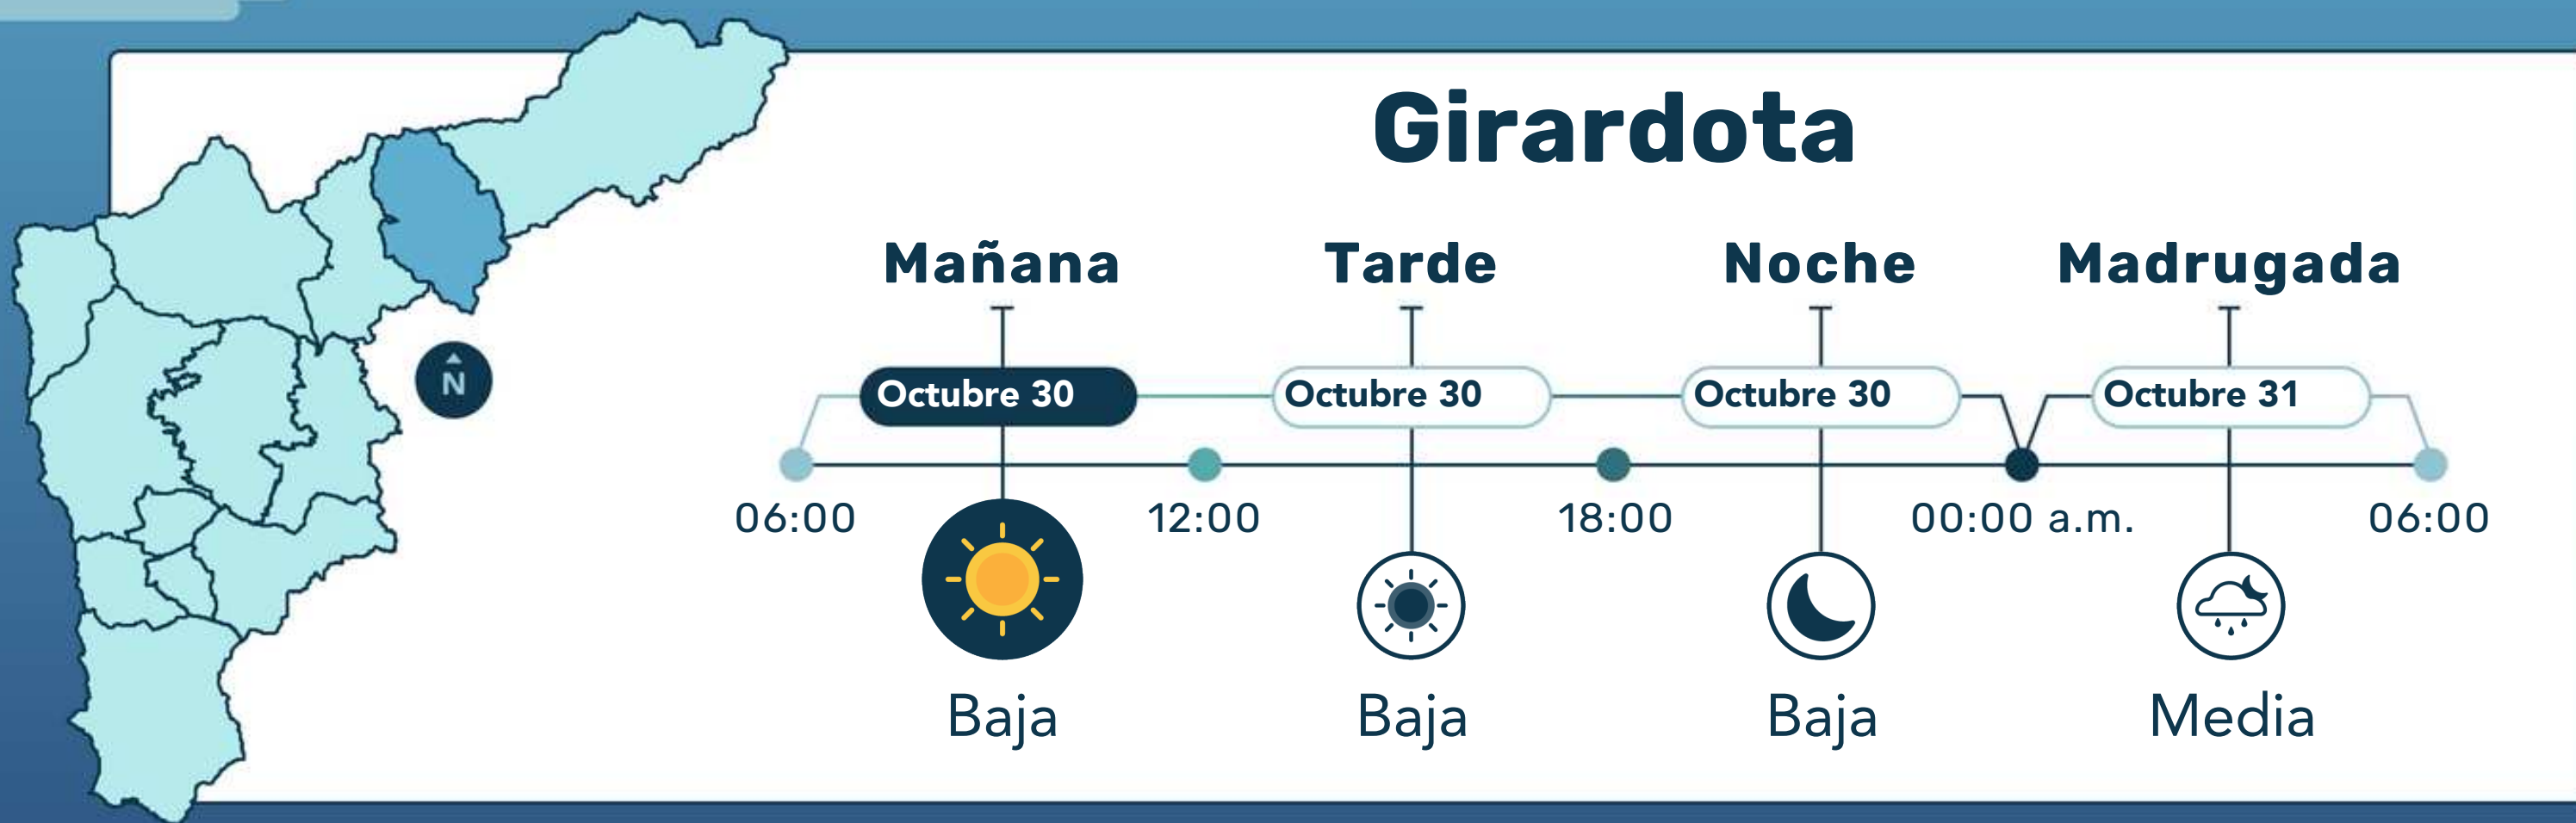 Girardota
Mañana Tarde Noche Madrugada
Octubre 30 Octubre 30 Octubre 30 Octubre 31
N
06:00 12:00 18:00 00:00 a.m. 06:00
Baja Baja Baja Media